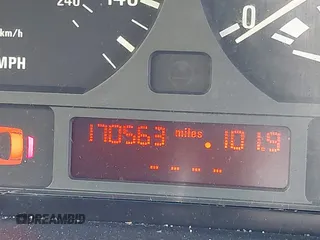 240 140
km/h
MPH
170563 miles 101.9
- - - -
DREAMBID